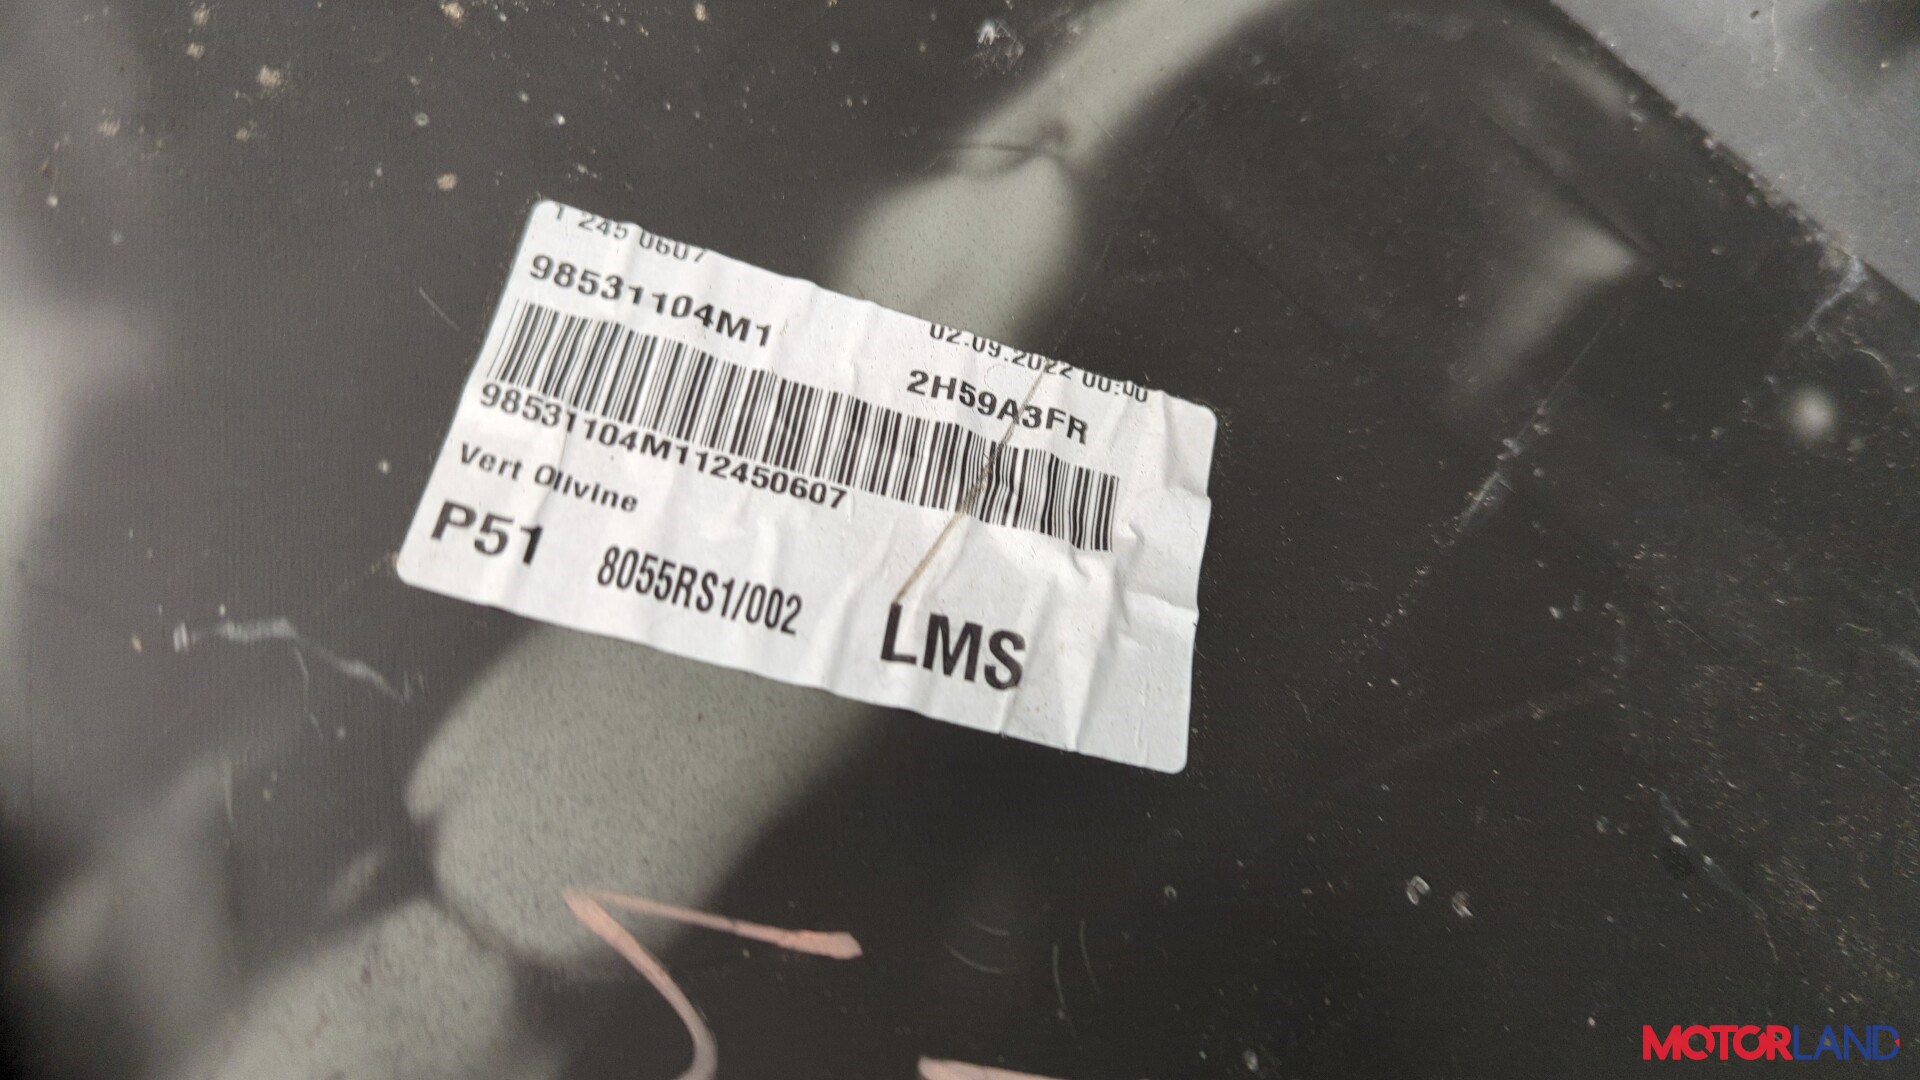 1 245 0607
98531104M1
02.09.2022 00:00
2H59A3FR
98531104M112450607
Vert Olivine
P51
8055RS1/002
LMS
MOTORLAND